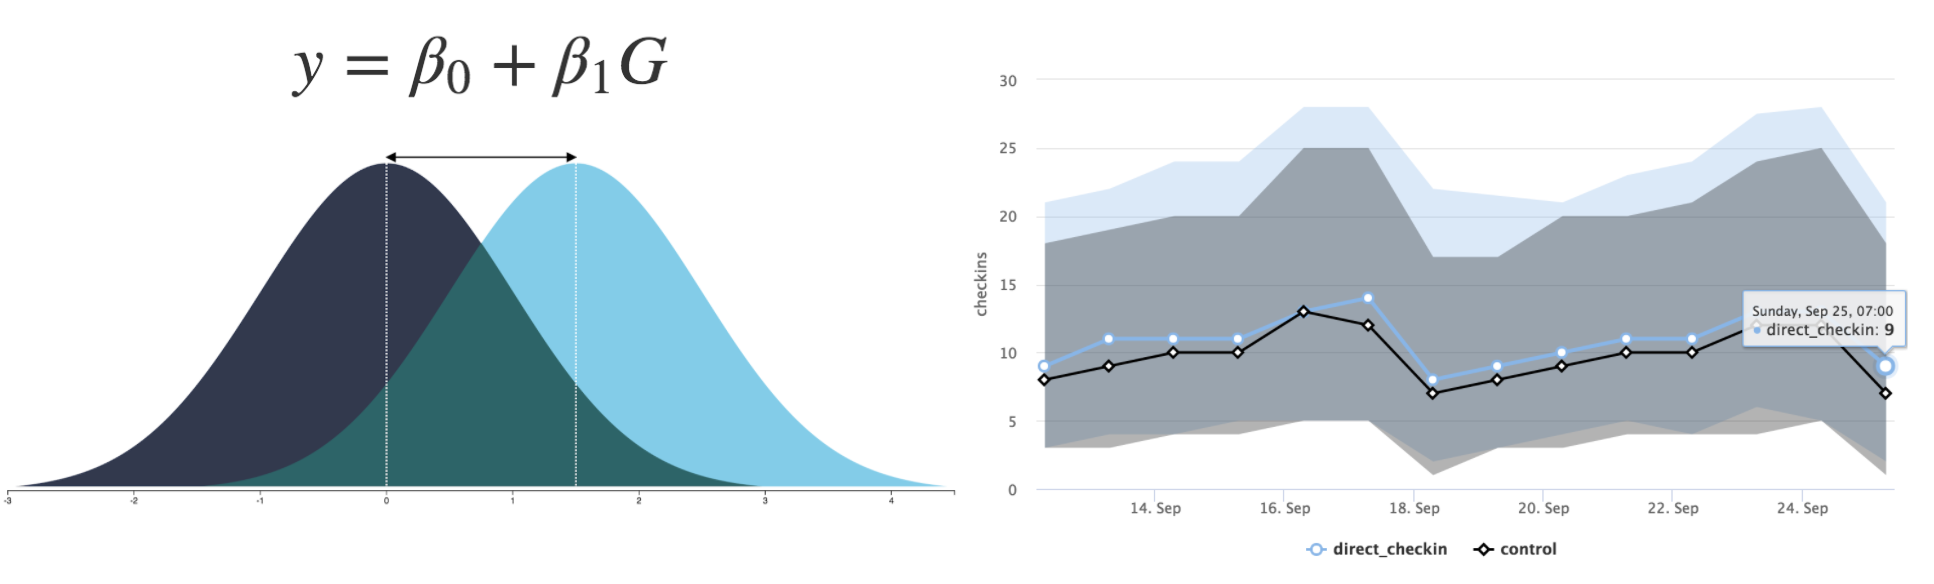 y = β₀ + β₁G
-3 -2 -1 0 1 2 3 4
checkins
30
25
20
15
10
5
0
Sunday, Sep 25, 07:00
direct_checkin: 9
14. Sep 16. Sep 18. Sep 20. Sep 22. Sep 24. Sep
direct_checkin control